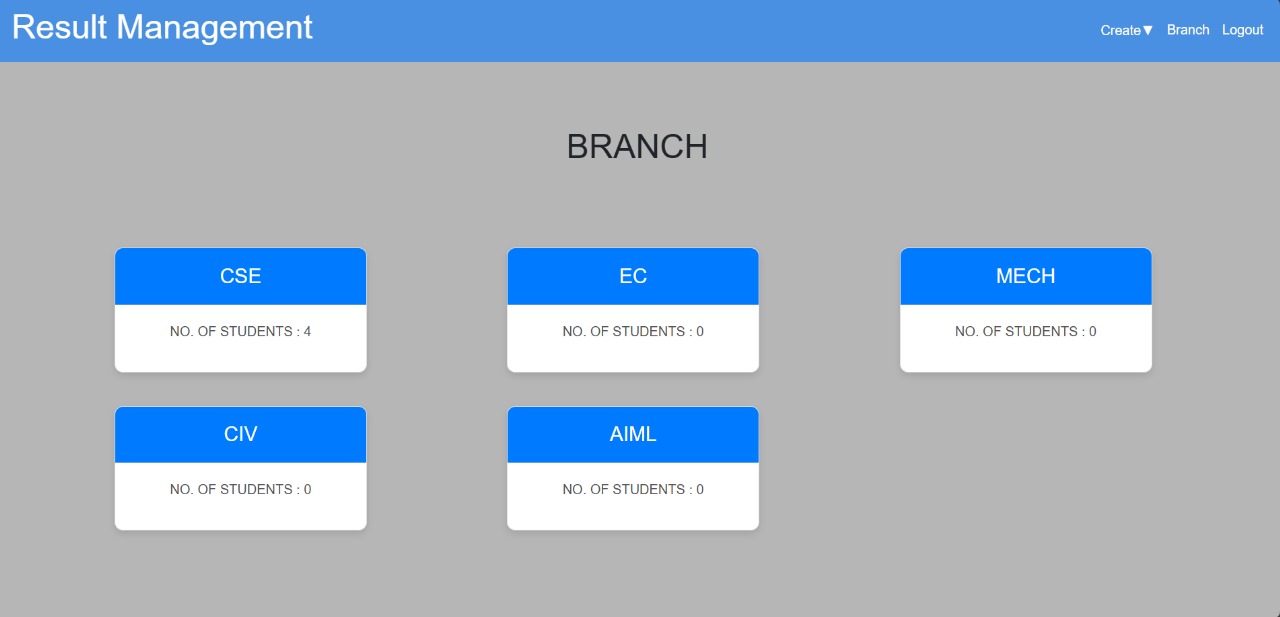 Result Management
Create▼ Branch Logout
BRANCH
CSE
NO. OF STUDENTS : 4
EC
NO. OF STUDENTS : 0
MECH
NO. OF STUDENTS : 0
CIV
NO. OF STUDENTS : 0
AIML
NO. OF STUDENTS : 0